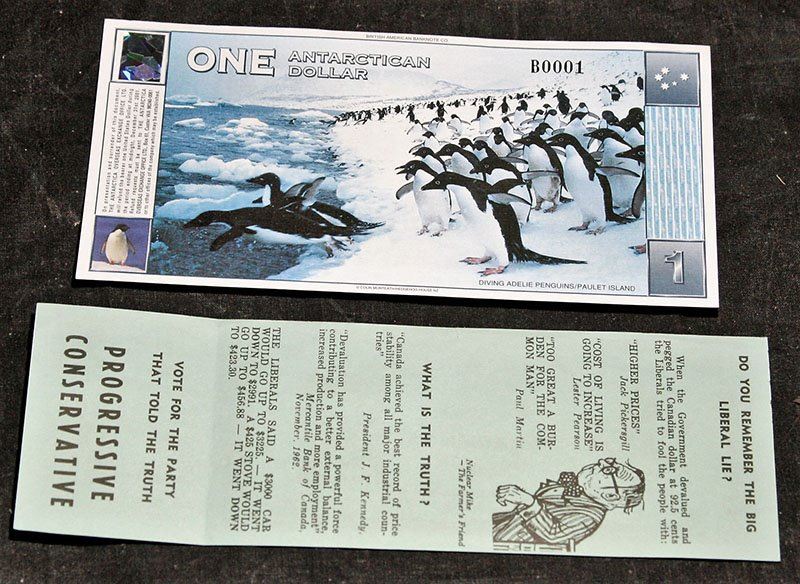 BRITISH AMERICAN BANKNOTE CO.
ONE ANTARCTICAN
DOLLAR
B0001
1
© COLIN MONTEATH/HEDGEHOG HOUSE NZ
DIVING ADELIE PENGUINS/PAULET ISLAND
DO YOU REMEMBER THE BIG
LIBERAL LIE?
When the Government devalued and
pegged the Canadian dollar at 92.5 cents
the Liberals tried to fool the people with:
"HIGHER PRICES"
Jack Pickersgill
"COST OF LIVING IS
GOING TO INCREASE"
Lester Pearson
"TOO GREAT A BUR-
DEN FOR THE COM-
MON MAN"
Paul Martin
Nuclear Mike
— The Farmer's Friend
WHAT IS THE TRUTH?
"Canada achieved the best record of price
stability among all major industrial coun-
tries"
President J. F. Kennedy.
"Devaluation has provided a powerful force
contributing to a better external balance,
increased production and more employment"
Mercantile Bank of Canada,
November, 1962.
THE LIBERALS SAID A $3000 CAR
WOULD GO UP TO $3225 — IT WENT
DOWN TO $2991. A $425 STOVE WOULD
GO UP TO $456.88 — IT WENT DOWN
TO $423.30.
VOTE FOR THE PARTY
THAT TOLD THE TRUTH
PROGRESSIVE
CONSERVATIVE